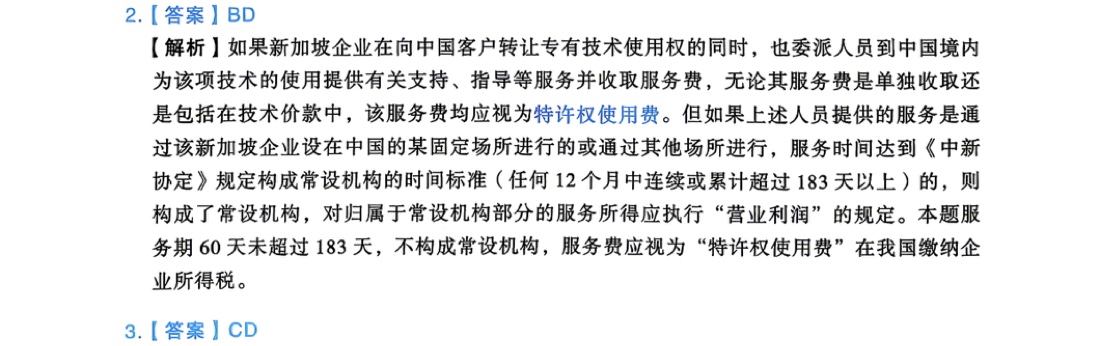 2.【答案】BD
【解析】如果新加坡企业在向中国客户转让专有技术使用权的同时，也委派人员到中国境内
为该项技术的使用提供有关支持、指导等服务并收取服务费，无论其服务费是单独收取还
是包括在技术价款中，该服务费均应视为特许权使用费。但如果上述人员提供的服务是通
过该新加坡企业设在中国的某固定场所进行的或通过其他场所进行，服务时间达到《中新
协定》规定构成常设机构的时间标准（任何12个月中连续或累计超过183天以上）的，则
构成了常设机构，对归属于常设机构部分的服务所得应执行“营业利润”的规定。本题服
务期60天未超过183天，不构成常设机构，服务费应视为“特许权使用费”在我国缴纳企
业所得税。
3.【答案】CD